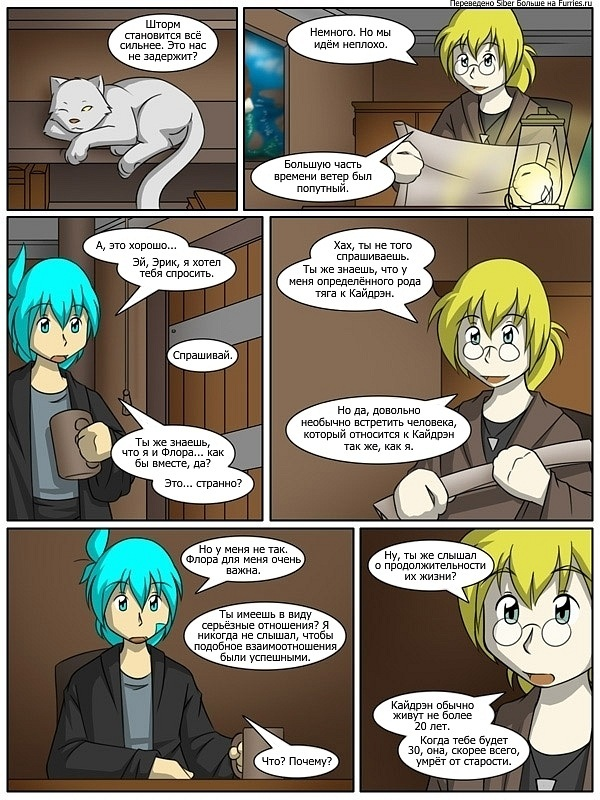 Переведено Siber Больше на Furries.ru
Шторм
становится всё
сильнее. Это нас
не задержит?
Немного. Но мы
идём неплохо.
Большую часть
времени ветер был
попутный.
А, это хорошо...
Эй, Эрик, я хотел
тебя спросить.
Спрашивай.
Ты же знаешь,
что я и Флора... как
бы вместе, да?
Это... странно?
Хах, ты не того
спрашиваешь.
Ты же знаешь, что у
меня определённого рода
тяга к Кайдрэн.
Но да, довольно
необычно встретить человека,
который относится к Кайдрэн
так же, как я.
Но у меня не так.
Флора для меня очень
важна.
Ты имеешь в виду
серьёзные отношения? Я
никогда не слышал, чтобы
подобное взаимоотношения
были успешными.
Что? Почему?
Ну, ты же слышал
о продолжительности
их жизни?
Кайдрэн обычно
живут не более
20 лет.
Когда тебе будет
30, она, скорее всего,
умрёт от старости.